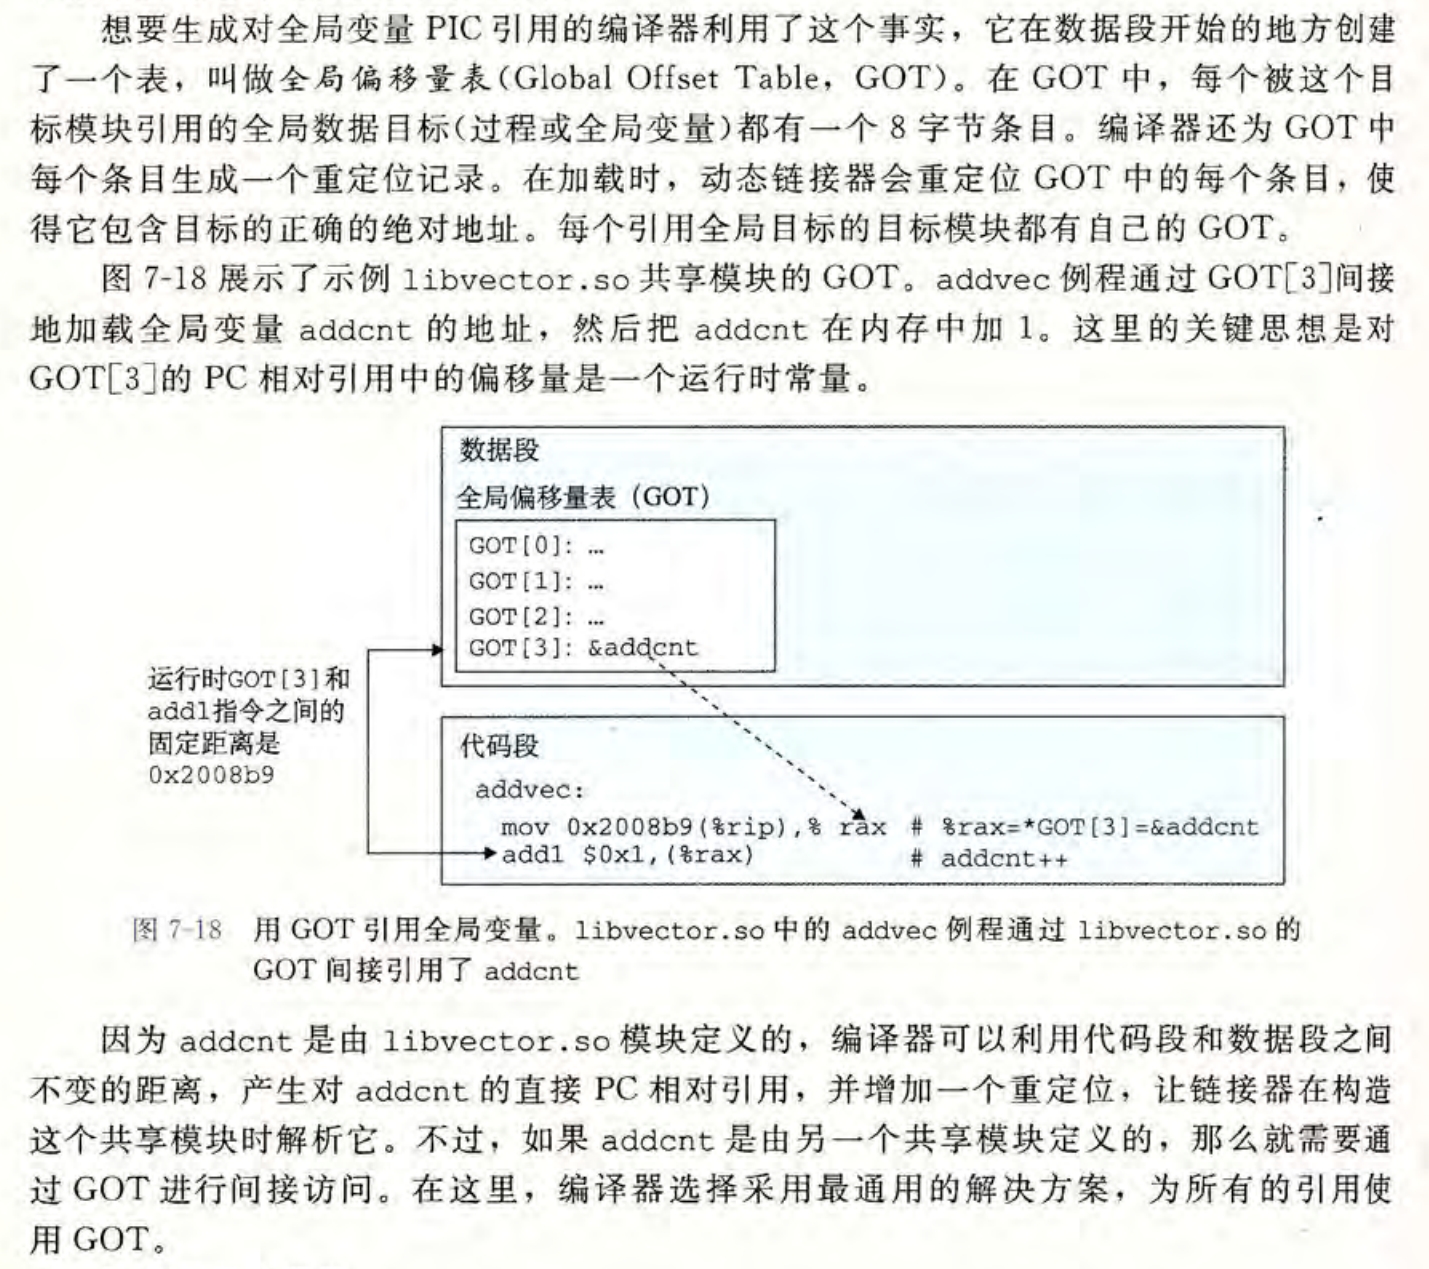 想要生成对全局变量 PIC 引用的编译器利用了这个事实，它在数据段开始的地方创建
了一个表，叫做全局偏移量表(Global Offset Table，GOT)。在 GOT 中，每个被这个目
标模块引用的全局数据目标(过程或全局变量)都有一个 8 字节条目。编译器还为 GOT 中
每个条目生成一个重定位记录。在加载时，动态链接器会重定位 GOT 中的每个条目，使
得它包含目标的正确的绝对地址。每个引用全局目标的目标模块都有自己的 GOT。
图 7-18 展示了示例 libvector.so 共享模块的 GOT。addvec 例程通过 GOT[3]间接
地加载全局变量 addcnt 的地址，然后把 addcnt 在内存中加 1。这里的关键思想是对
GOT[3]的 PC 相对引用中的偏移量是一个运行时常量。
数据段
全局偏移量表（GOT）
GOT[0]: …
GOT[1]: …
GOT[2]: …
GOT[3]: &addcnt
运行时GOT[3]和
addl指令之间的
固定距离是
0x2008b9
代码段
addvec:
mov 0x2008b9(%rip),% rax # %rax=*GOT[3]=&addcnt
addl $0x1,(%rax) # addcnt++
图 7-18 用 GOT 引用全局变量。libvector.so 中的 addvec 例程通过 libvector.so 的
GOT 间接引用了 addcnt
因为 addcnt 是由 libvector.so 模块定义的，编译器可以利用代码段和数据段之间
不变的距离，产生对 addcnt 的直接 PC 相对引用，并增加一个重定位，让链接器在构造
这个共享模块时解析它。不过，如果 addcnt 是由另一个共享模块定义的，那么就需要通
过 GOT 进行间接访问。在这里，编译器选择采用最通用的解决方案，为所有的引用使
用 GOT。